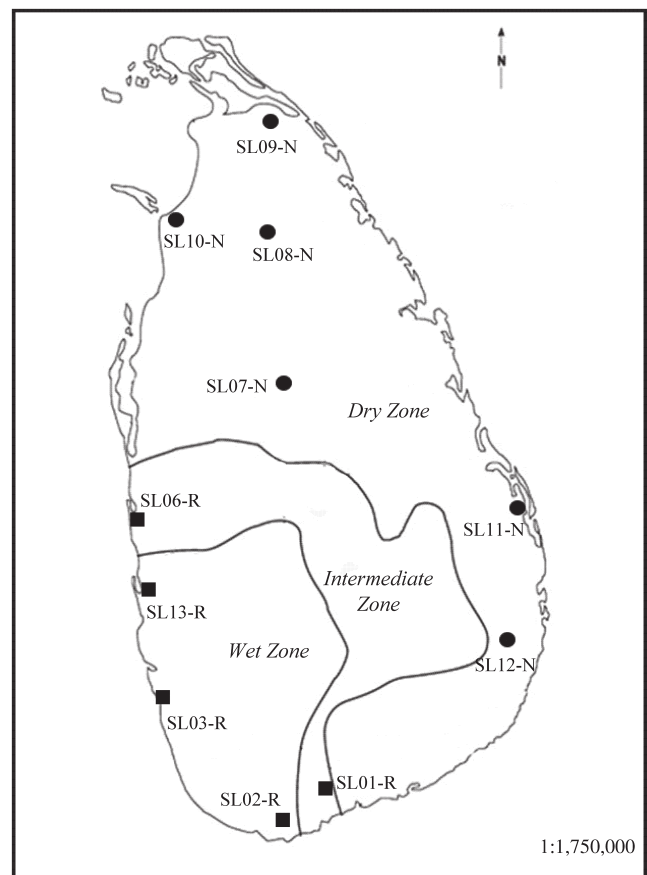 N
SL09-N
SL10-N
SL08-N
SL07-N
Dry Zone
SL06-R
SL11-N
Intermediate
Zone
SL13-R
Wet Zone
SL12-N
SL03-R
SL01-R
SL02-R
1:1,750,000